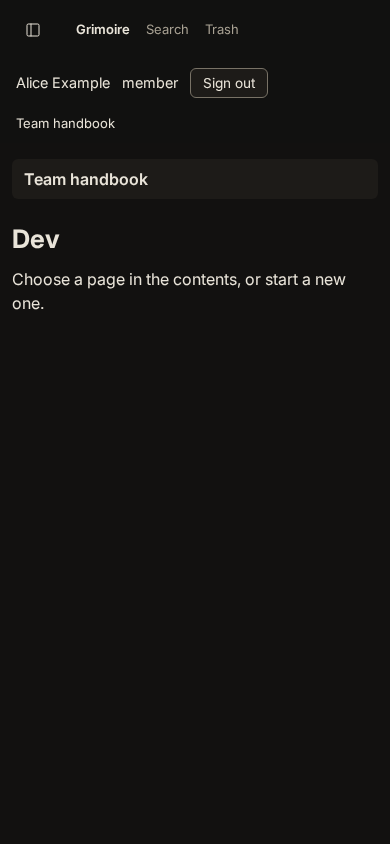 Grimoire Search Trash
Alice Example member Sign out
Team handbook
Team handbook
Dev
Choose a page in the contents, or start a new
one.